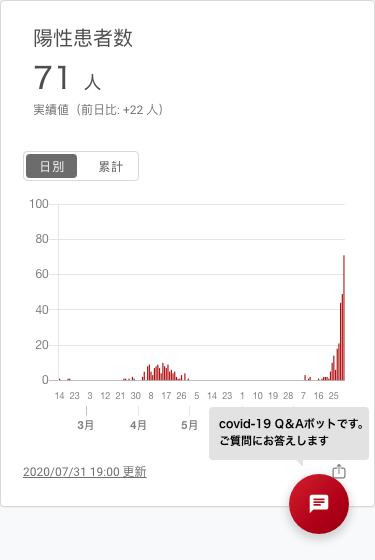 陽性患者数
71 人
実績値（前日比: +22 人）
日別 累計
100
80
60
40
20
0
14 23 3 12 21 30 8 17 26 5 14 23 1 10 19 28 7 16 25
3月 4月 5月
covid-19 Q&Aボットです。
ご質問にお答えします
2020/07/31 19:00 更新